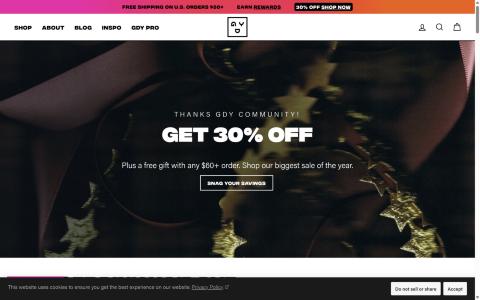 FREE SHIPPING ON U.S. ORDERS $50+
EARN REWARDS
30% OFF SHOP NOW
SHOP
ABOUT
BLOG
INSPO
GDY PRO
THANKS GDY COMMUNITY!
GET 30% OFF
Plus a free gift with any $60+ order. Shop our biggest sale of the year.
SNAG YOUR SAVINGS
This website uses cookies to ensure you get the best experience on our website. Privacy Policy
Do not sell or share
Accept